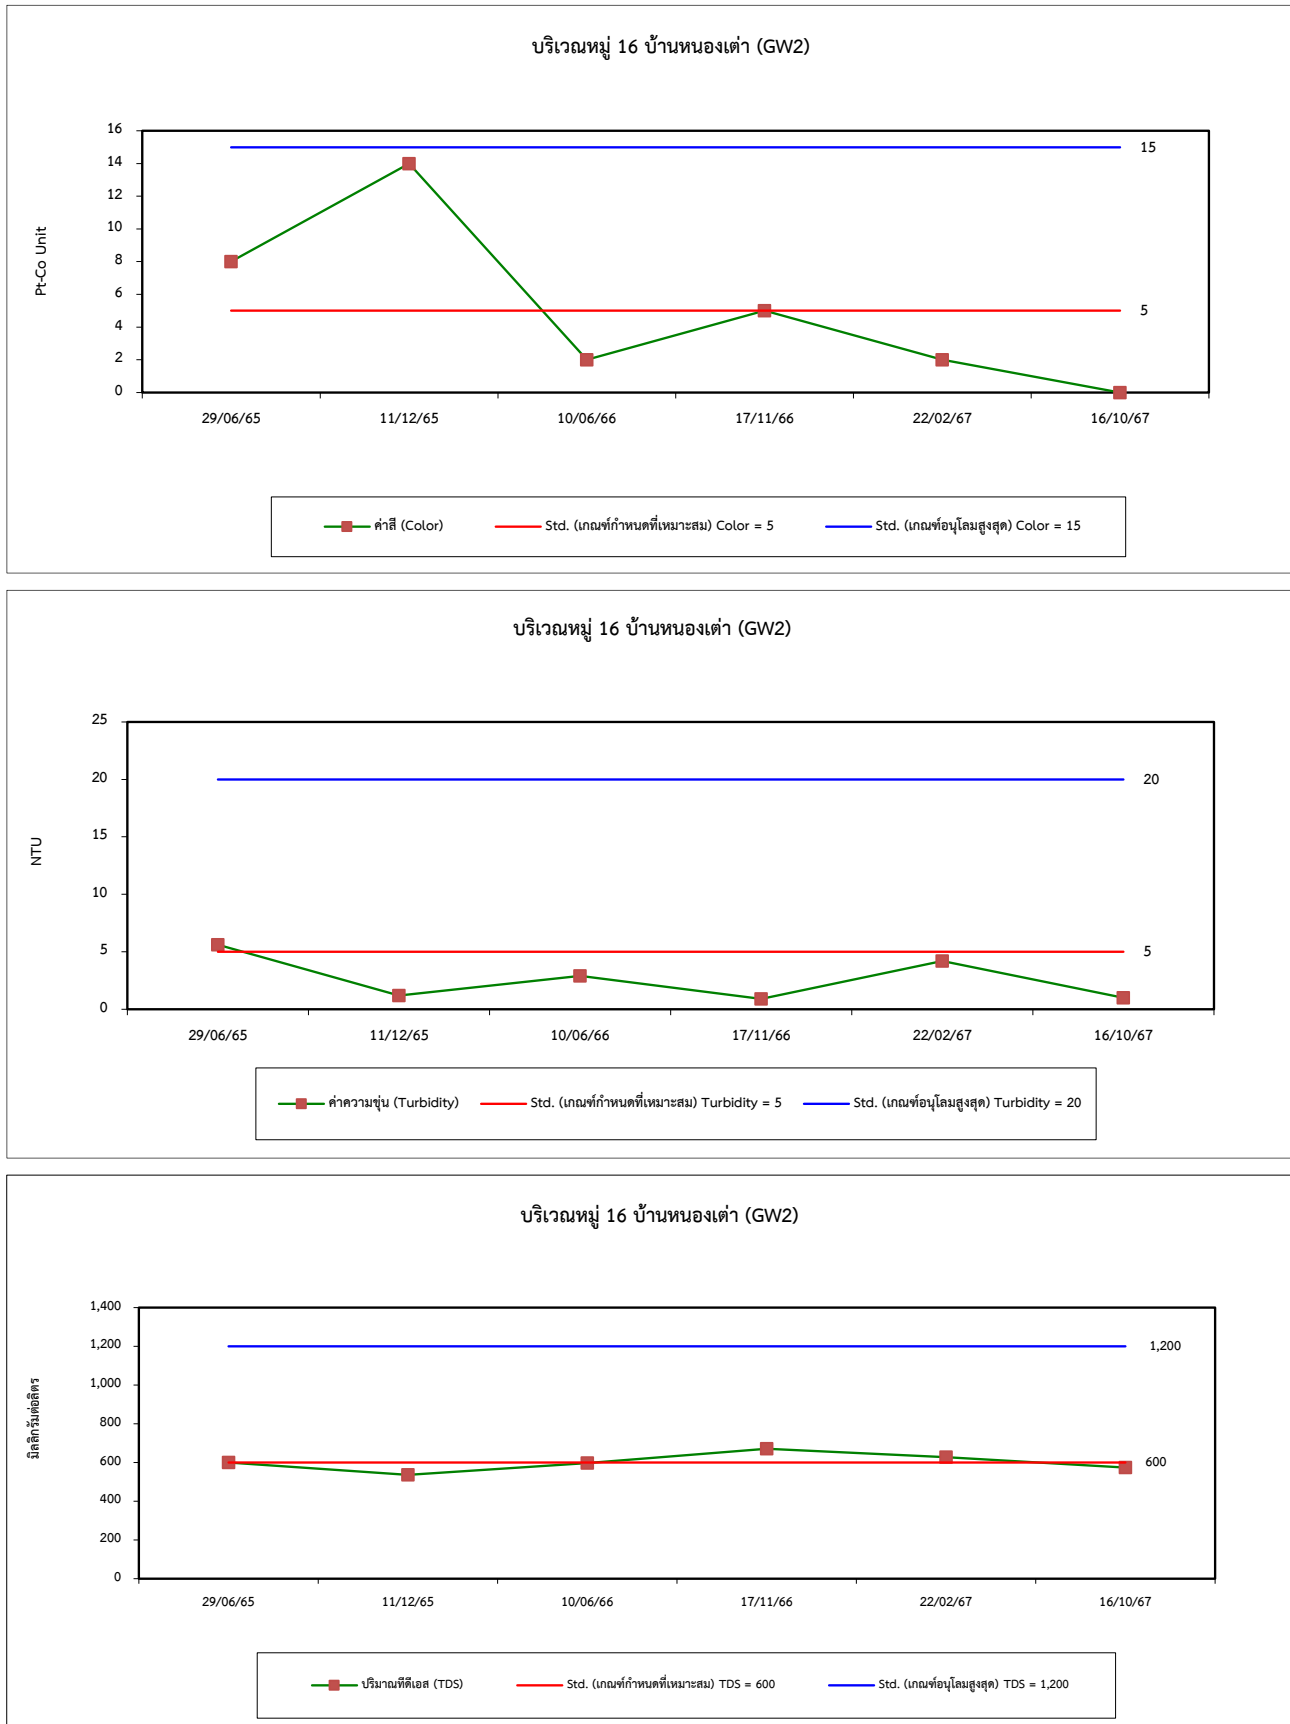 บริเวณหมู่ 16 บ้านหนองเต่า (GW2)
16
14
12
10
8
6
4
2
0
Pt-Co Unit
15
5
29/06/65 11/12/65 10/06/66 17/11/66 22/02/67 16/10/67
ค่าสี (Color) Std. (เกณฑ์กำหนดที่เหมาะสม) Color = 5 Std. (เกณฑ์อนุโลมสูงสุด) Color = 15
บริเวณหมู่ 16 บ้านหนองเต่า (GW2)
25
20
15
10
5
0
NTU
20
5
29/06/65 11/12/65 10/06/66 17/11/66 22/02/67 16/10/67
ค่าความขุ่น (Turbidity) Std. (เกณฑ์กำหนดที่เหมาะสม) Turbidity = 5 Std. (เกณฑ์อนุโลมสูงสุด) Turbidity = 20
บริเวณหมู่ 16 บ้านหนองเต่า (GW2)
1,400
1,200
1,000
800
600
400
200
0
มิลลิกรัมต่อลิตร
1,200
600
29/06/65 11/12/65 10/06/66 17/11/66 22/02/67 16/10/67
ปริมาณทีดีเอส (TDS) Std. (เกณฑ์กำหนดที่เหมาะสม) TDS = 600 Std. (เกณฑ์อนุโลมสูงสุด) TDS = 1,200